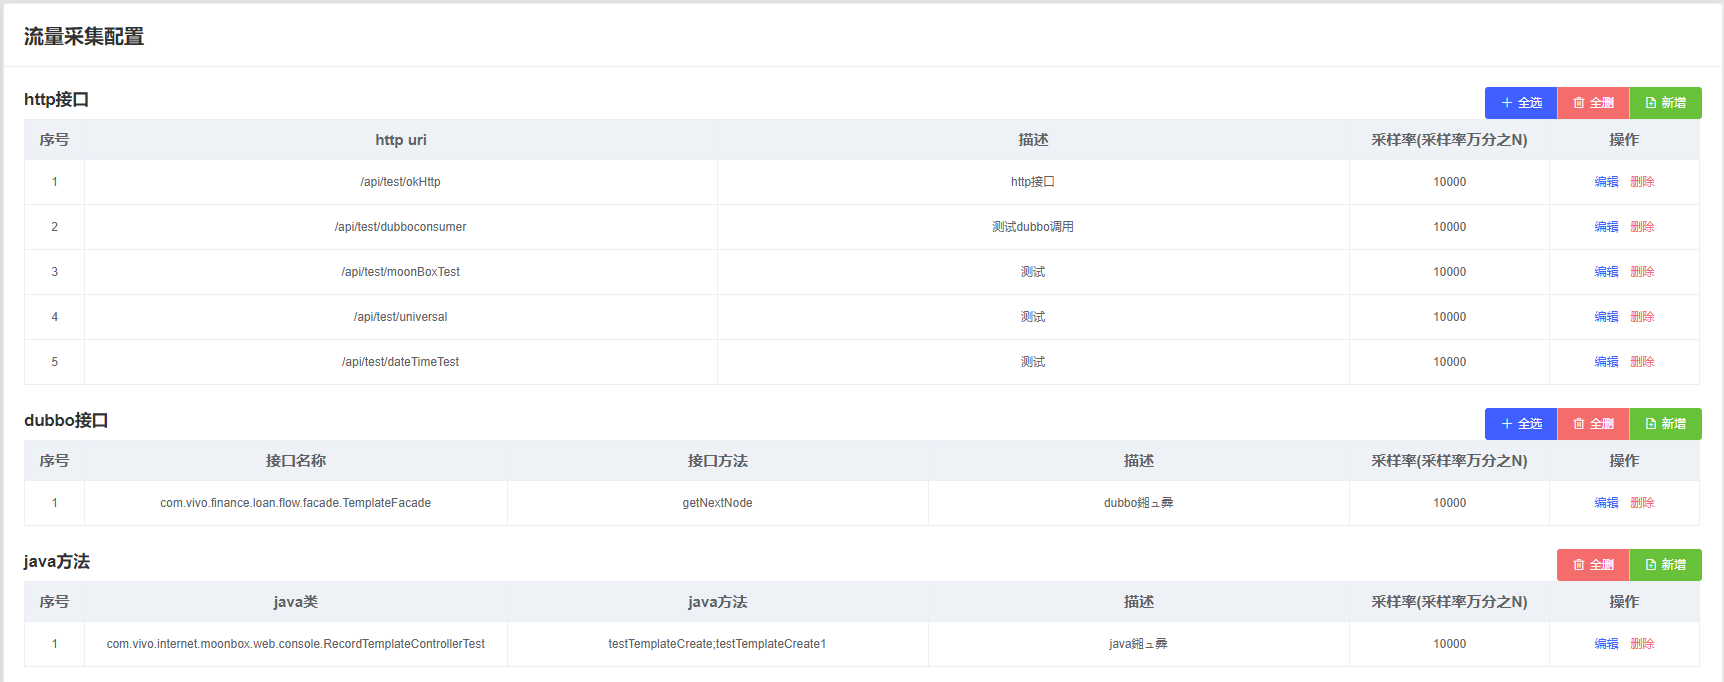 流量采集配置
http接口
全选 全删 新增
序号 http uri 描述 采样率(采样率万分之N) 操作
1 /api/test/okHttp http接口 10000 编辑 删除
2 /api/test/dubboconsumer 测试dubbo调用 10000 编辑 删除
3 /api/test/moonBoxTest 测试 10000 编辑 删除
4 /api/test/universal 测试 10000 编辑 删除
5 /api/test/dateTimeTest 测试 10000 编辑 删除
dubbo接口
全选 全删 新增
序号 接口名称 接口方法 描述 采样率(采样率万分之N) 操作
1 com.vivo.finance.loan.flow.facade.TemplateFacade getNextNode dubbo鎺ュ彛 10000 编辑 删除
java方法
全删 新增
序号 java类 java方法 描述 采样率(采样率万分之N) 操作
1 com.vivo.internet.moonbox.web.console.RecordTemplateControllerTest testTemplateCreate;testTemplateCreate1 java鎺ュ彛 10000 编辑 删除